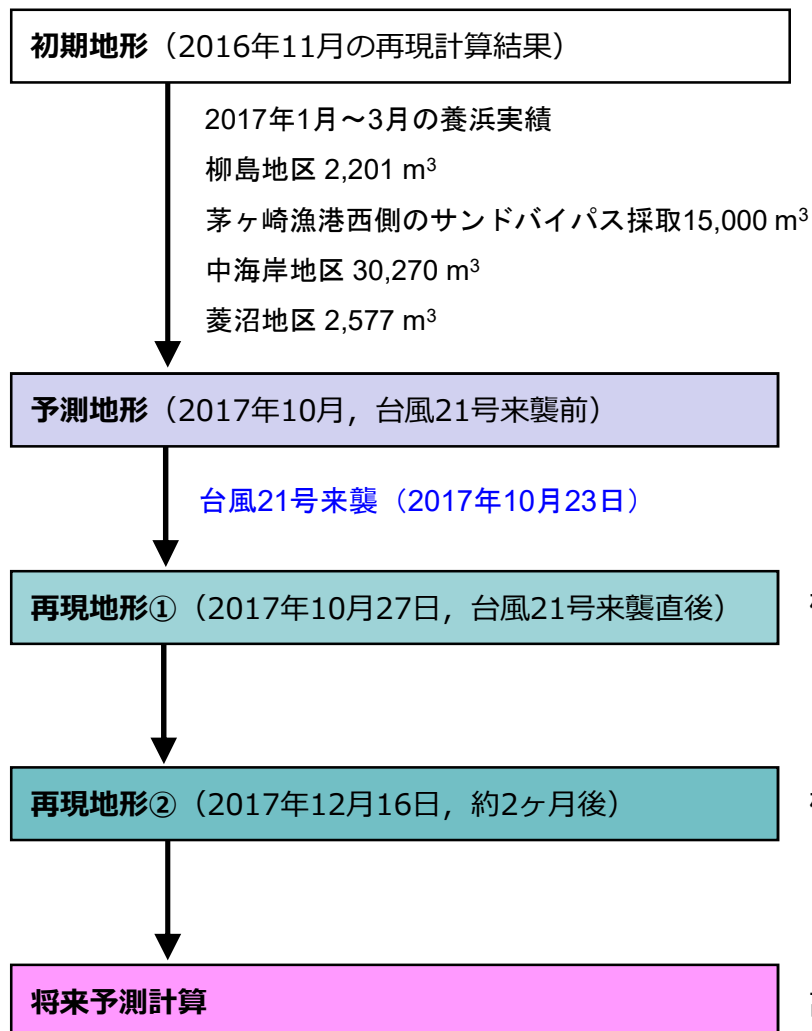 初期地形（2016年11月の再現計算結果）
2017年1月～3月の養浜実績
柳島地区 2,201 m³
茅ヶ崎漁港西側のサンドバイパス採取15,000 m³
中海岸地区 30,270 m³
菱沼地区 2,577 m³
予測地形（2017年10月，台風21号来襲前）
台風21号来襲（2017年10月23日）
再現地形①（2017年10月27日，台風21号来襲直後）
再現地形②（2017年12月16日，約2ヶ月後）
将来予測計算